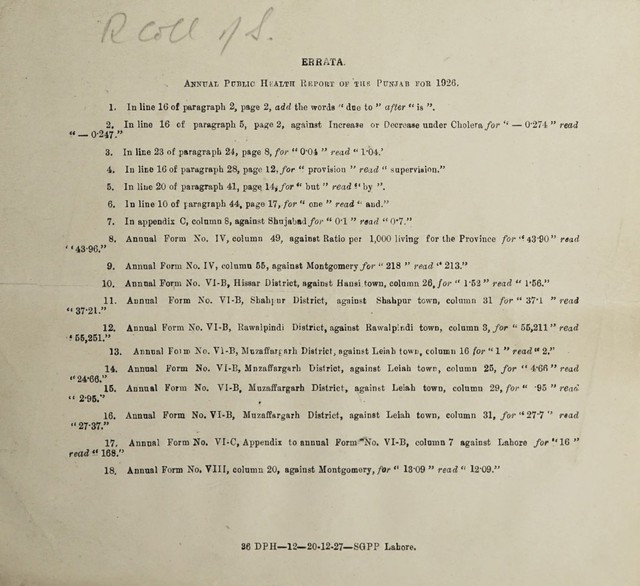 R Coll of S.
ERRATA.
ANNUAL PUBLIC HEALTH REPORT OF THE PUNJAB FOR 1926.
1. In line 16 of paragraph 2, page 2, add the words “ due to ” after “ is ”.
2. In line 16 of paragraph 5, page 2, against Increase or Decrease under Cholera for “ — 0·274 ” read
“ — 0·247.”
3. In line 23 of paragraph 24, page 8, for “ 0·04 ” read “ 1·04.’
4. In line 16 of paragraph 28, page 12, for “ provision ” read “ supervision.”
5. In line 20 of paragraph 41, page 14, for “ but ” read “ by ”.
6. In line 10 of paragraph 44, page 17, for “ one ” read “ and.”
7. In appendix C, column 8, against Shujabad for “ 0·1 ” read “ 0·7.”
8. Annual Form No. IV, column 49, against Ratio per 1,000 living for the Province for “ 43·90 ” read
“ 43·96.”
9. Annual Form No. IV, column 55, against Montgomery for “ 218 ” read “ 213.”
10. Annual Form No. VI-B, Hissar District, against Hansi town, column 26, for “ 1·52 ” read “ 1·56.”
11. Annual Form No. VI-B, Shahpur District, against Shahpur town, column 31 for “ 37·1 ” read
“ 37·21.”
12. Annual Form No. VI-B, Rawalpindi District, against Rawalpindi town, column 3, for “ 55,211 ” read
“ 55,251.”
13. Annual Form No. VI-B, Muzaffargarh District, against Leiah town, column 16 for “ 1 ” read “ 2.”
14. Annual Form No. VI-B, Muzaffargarh District, against Leiah town, column 25, for “ 4·66 ” read
“ 24·66.”
15. Annual Form No. VI-B, Muzaffargarh District, against Leiah town, column 29, for “ ·95 ” read
“ 2·95.”
16. Annual Form No. VI-B, Muzaffargarh District, against Leiah town, column 31, for “ 27·7 ” read
“ 27·37.”
17. Annual Form No. VI-C, Appendix to annual Form No. VI-B, column 7 against Lahore for “ 16 ”
read “ 168.”
18. Annual Form No. VIII, column 20, against Montgomery, for “ 13·09 ” read “ 12·09.”
36 DPH—12—20-12-27—SGPP Lahore.